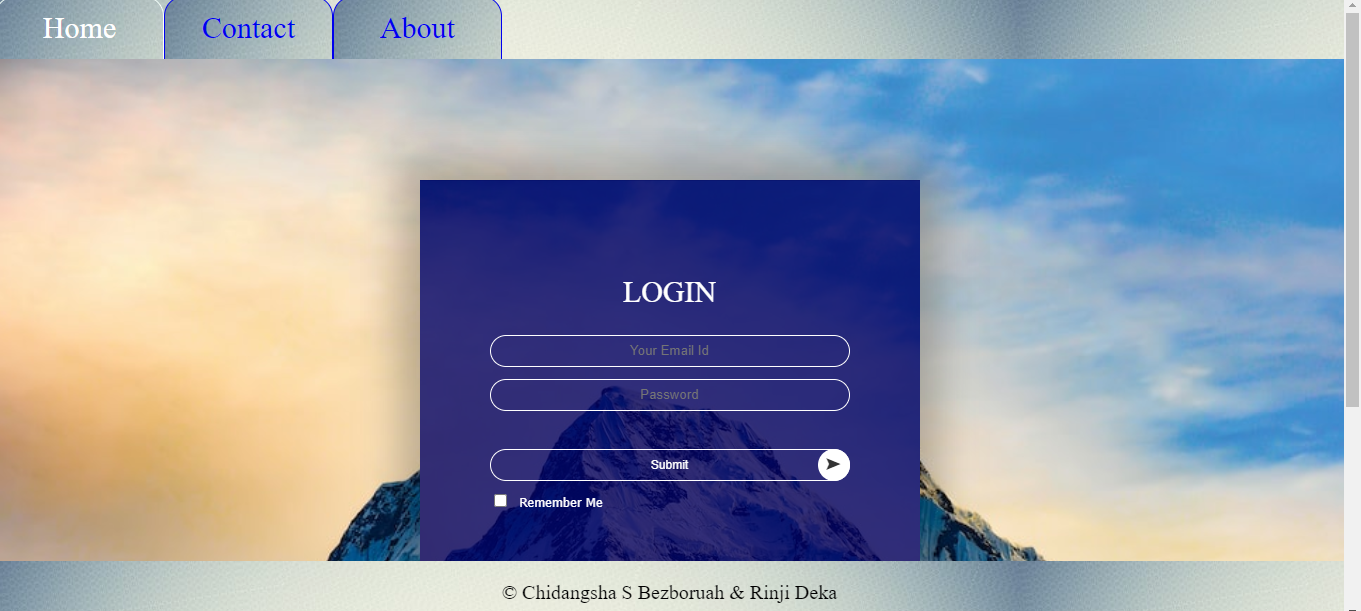 Home Contact About
LOGIN
Your Email Id
Password
Submit
Remember Me
© Chidangsha S Bezboruah & Rinji Deka